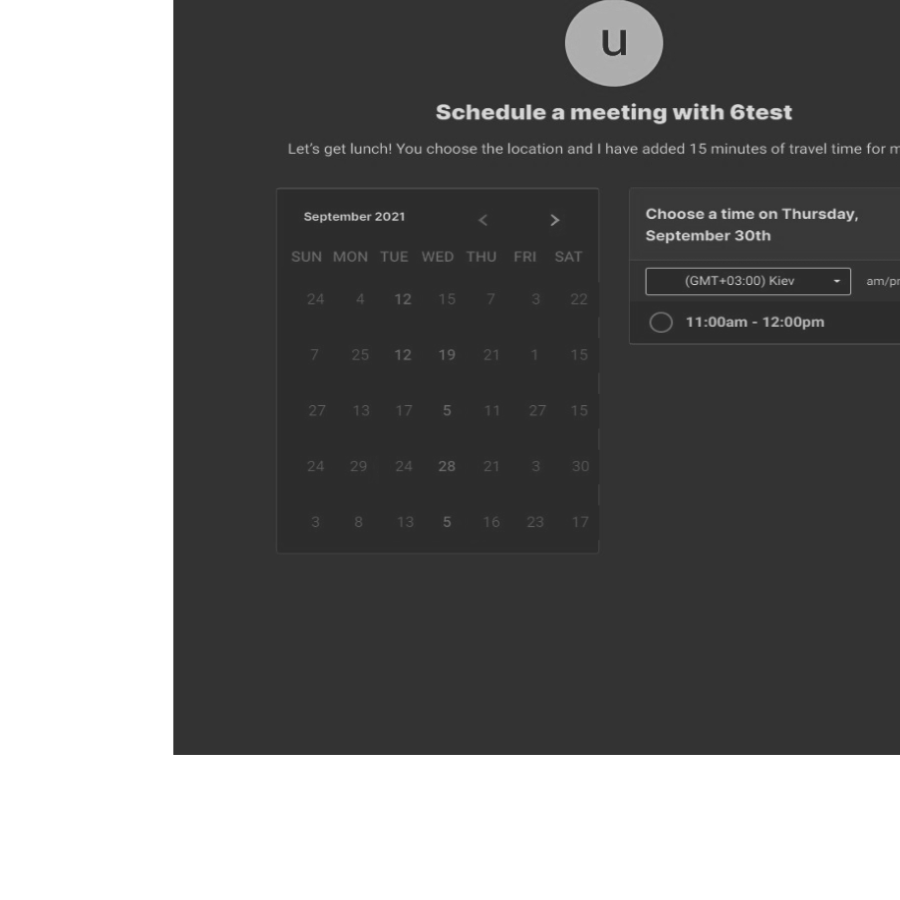 u
Schedule a meeting with 6test
Let's get lunch! You choose the location and I have added 15 minutes of travel time for m
September 2021 < >
SUN MON TUE WED THU FRI SAT
24 4 12 15 7 3 22
7 25 12 19 21 1 15
27 13 17 5 11 27 15
24 29 24 28 21 3 30
3 8 13 5 16 23 17
Choose a time on Thursday,
September 30th
(GMT+03:00) Kiev
am/p
11:00am - 12:00pm